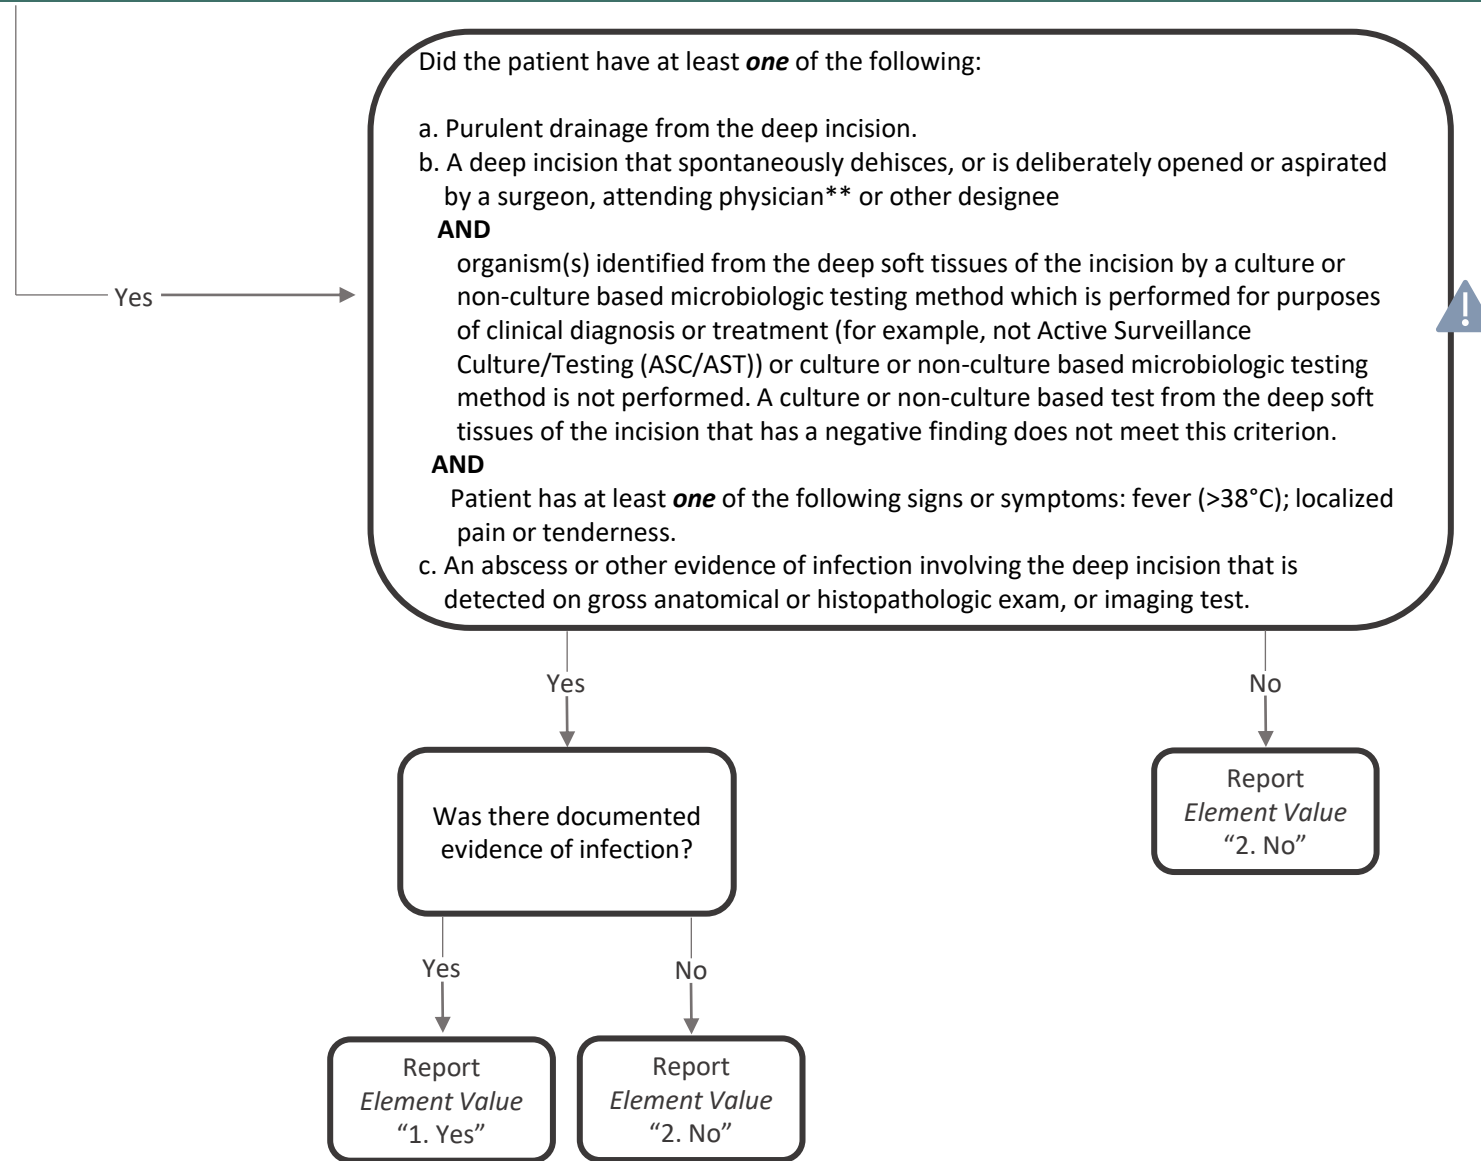 Did the patient have at least one of the following:
a. Purulent drainage from the deep incision.
b. A deep incision that spontaneously dehisces, or is deliberately opened or aspirated
by a surgeon, attending physician** or other designee
AND
organism(s) identified from the deep soft tissues of the incision by a culture or
non-culture based microbiologic testing method which is performed for purposes
of clinical diagnosis or treatment (for example, not Active Surveillance
Culture/Testing (ASC/AST)) or culture or non-culture based microbiologic testing
method is not performed. A culture or non-culture based test from the deep soft
tissues of the incision that has a negative finding does not meet this criterion.
AND
Patient has at least one of the following signs or symptoms: fever (>38°C); localized
pain or tenderness.
c. An abscess or other evidence of infection involving the deep incision that is
detected on gross anatomical or histopathologic exam, or imaging test.
Yes
Yes
No
Was there documented
evidence of infection?
Report
Element Value
“2. No”
Yes
No
Report
Element Value
“1. Yes”
Report
Element Value
“2. No”